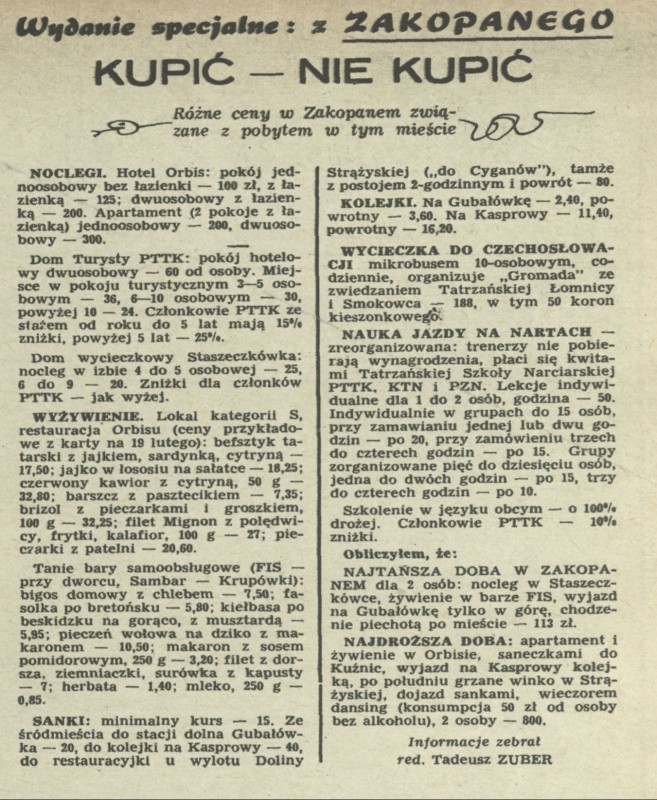 Wydanie specjalne: z ZAKOPANEGO
KUPIĆ — NIE KUPIĆ
Różne ceny w Zakopanem zwią-
zane z pobytem w tym mieście
NOCLEGI. Hotel Orbis: pokój jed-
noosobowy bez łazienki — 100 zł, z ła-
zienką — 125; dwuosobowy z łazien-
ką — 200. Apartament (2 pokoje z ła-
zienką) jednoosobowy — 200, dwuoso-
bowy — 300.
Dom Turysty PTTK: pokój hotelo-
wy dwuosobowy — 60 od osoby. Miej-
sce w pokoju turystycznym 3—5 oso-
bowym — 36, 6—10 osobowym — 30,
powyżej 10 — 24. Członkowie PTTK ze
stażem od roku do 5 lat mają 15%
zniżki, powyżej 5 lat — 25%.
Dom wycieczkowy Staszeczkówka:
nocleg w izbie 4 do 5 osobowej — 25,
6 do 9 — 20. Zniżki dla członków
PTTK — jak wyżej.
WYŻYWIENIE. Lokal kategorii S,
restauracja Orbisu (ceny przykłado-
we z karty na 19 lutego): befsztyk ta-
tarski z jajkiem, sardynką, cytryną —
17,50; jajko w łososiu na sałatce — 18,25;
czerwony kawior z cytryną, 50 g —
32,80; barszcz z pasztecikiem — 7,35;
brizol z pieczarkami i groszkiem,
100 g — 32,25; filet Mignon z polędwi-
cy, frytki, kalafior, 100 g — 27; pie-
czarki z patelni — 20,60.
Tanie bary samoobsługowe (FIS —
przy dworcu, Sambar — Krupówki):
bigos domowy z chlebem — 7,50; fa-
solka po bretońsku — 5,80; kiełbasa po
beskidzku na gorąco, z musztardą —
5,95; pieczeń wołowa na dziko z ma-
karonem — 10,50; makaron z sosem
pomidorowym, 250 g — 3,20; filet z dor-
sza, ziemniaczki, surówka z kapusty
— 7; herbata — 1,40; mleko, 250 g —
0,85.
SANKI: minimalny kurs — 15. Ze
śródmieścia do stacji dolna Gubałów-
ka — 20, do kolejki na Kasprowy — 40,
do restauracyjki u wylotu Doliny
Strążyskiej („do Cyganów"), tamże
z postojem 2-godzinnym i powrót — 80.
KOLEJKI. Na Gubałówkę — 2,40, po-
wrotny — 3,60. Na Kasprowy — 11,40,
powrotny — 16,20.
WYCIECZKA DO CZECHOSŁOWA-
CJI mikrobusem 10-osobowym, co-
dziennie, organizuje „Gromada" ze
zwiedzaniem Tatrzańskiej Łomnicy
i Smokowca — 188, w tym 50 koron
kieszonkowego.
NAUKA JAZDY NA NARTACH —
zreorganizowana: trenerzy nie pobie-
rają wynagrodzenia, płaci się kwita-
mi Tatrzańskiej Szkoły Narciarskiej
PTTK, KTN i PZN. Lekcje indywi-
dualne dla 1 do 2 osób, godzina — 50.
Indywidualnie w grupach do 15 osób,
przy zamawianiu jednej lub dwu go-
dzin — po 20, przy zamówieniu trzech
do czterech godzin — po 15. Grupy
zorganizowane pięć do dziesięciu osób,
jedna do dwóch godzin — po 15, trzy
do czterech godzin — po 10.
Szkolenie w języku obcym — o 100%
drożej. Członkowie PTTK — 10%
zniżki.
Obliczyłem, że:
NAJTAŃSZA DOBA W ZAKOPA-
NEM dla 2 osób: nocleg w Staszecz-
kówce, żywienie w barze FIS, wyjazd
na Gubałówkę tylko w górę, chodze-
nie piechotą po mieście — 113 zł.
NAJDROŻSZA DOBA: apartament i
żywienie w Orbisie, saneczkami do
Kuźnic, wyjazd na Kasprowy kolej-
ką, po południu grzane winko w Strą-
żyskiej, dojazd sankami, wieczorem
dansing (konsumpcja 50 zł od osoby
bez alkoholu), 2 osoby — 800.
Informacje zebrał
red. Tadeusz ZUBER